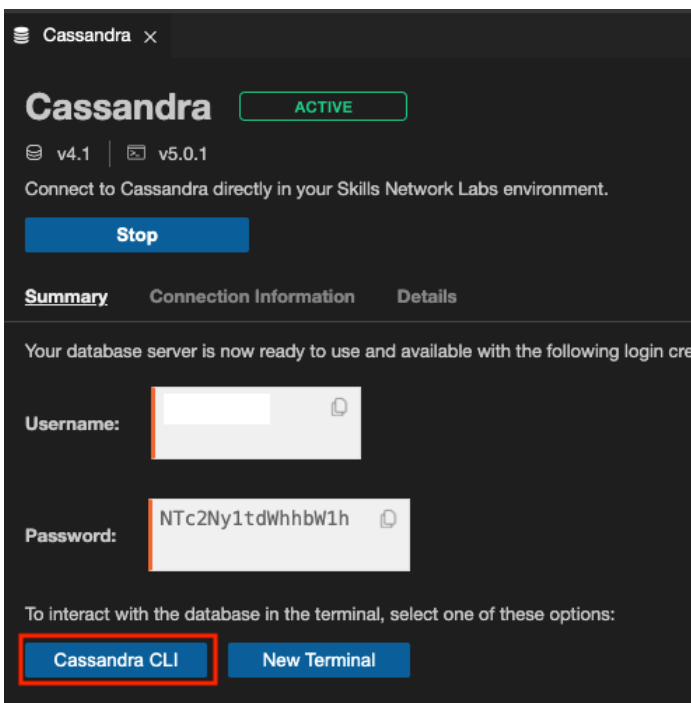 Cassandra
Cassandra ACTIVE
v4.1 v5.0.1
Connect to Cassandra directly in your Skills Network Labs environment.
Stop
Summary Connection Information Details
Your database server is now ready to use and available with the following login cre
Username:
Password: NTc2Ny1tdWhhbW1h
To interact with the database in the terminal, select one of these options:
Cassandra CLI New Terminal